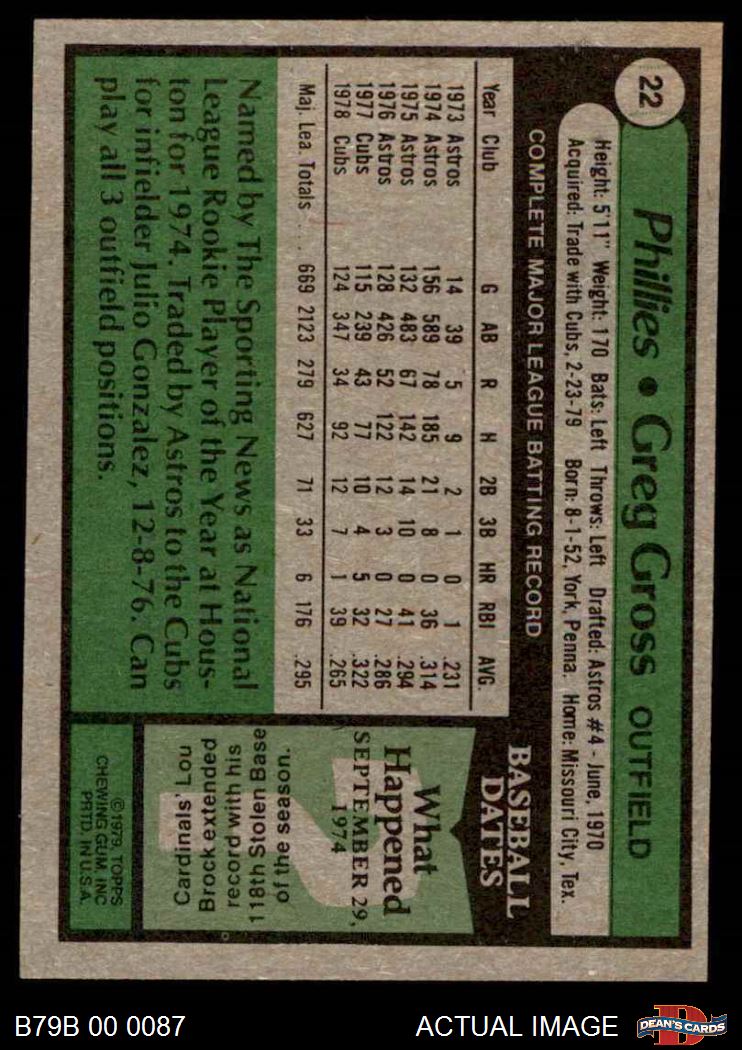 22
Phillies • Greg Gross OUTFIELD
Height: 5'11" Weight: 170 Bats: Left Throws: Left Drafted: Astros #4 - June, 1970
Acquired: Trade with Cubs, 2-23-79 Born: 8-1-52, York, Penna. Home: Missouri City, Tex.
COMPLETE MAJOR LEAGUE BATTING RECORD
Year Club G AB R H 2B 3B HR RBI AVG.
1973 Astros 14 39 5 9 2 1 0 1 .231
1974 Astros 156 589 78 185 21 8 0 36 .314
1975 Astros 132 483 67 142 14 10 0 41 .294
1976 Astros 128 426 52 122 12 3 0 27 .286
1977 Cubs 115 239 43 77 10 4 5 32 .322
1978 Cubs 124 347 34 92 12 7 1 39 .265
Maj. Lea. Totals . . . 669 2123 279 627 71 33 6 176 .295
Named by The Sporting News as National
League Rookie Player of the Year at Hous-
ton for 1974. Traded by Astros to the Cubs
for infielder Julio Gonzalez, 12-8-76. Can
play all 3 outfield positions.
BASEBALL
DATES
What
Happened
SEPTEMBER 29,
1974
Cardinals' Lou
Brock extended
record with his
118th Stolen Base
of the season.
©1979, TOPPS
CHEWING GUM, INC
PRTD. IN U.S.A.
B79B 00 0087 ACTUAL IMAGE
DEAN'S CARDS